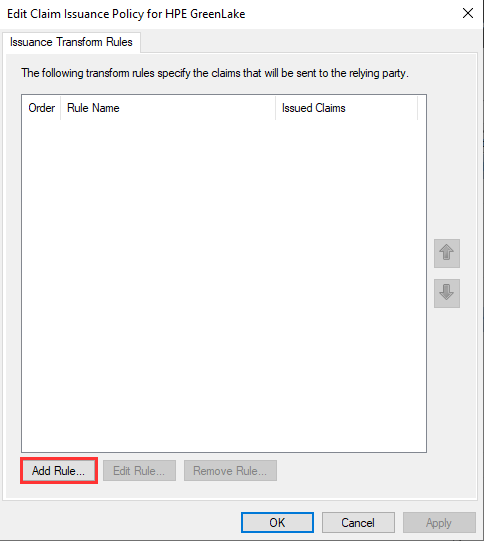 Edit Claim Issuance Policy for HPE GreenLake
Issuance Transform Rules
The following transform rules specify the claims that will be sent to the relying party.
Order Rule Name Issued Claims
Add Rule... Edit Rule... Remove Rule...
OK Cancel Apply